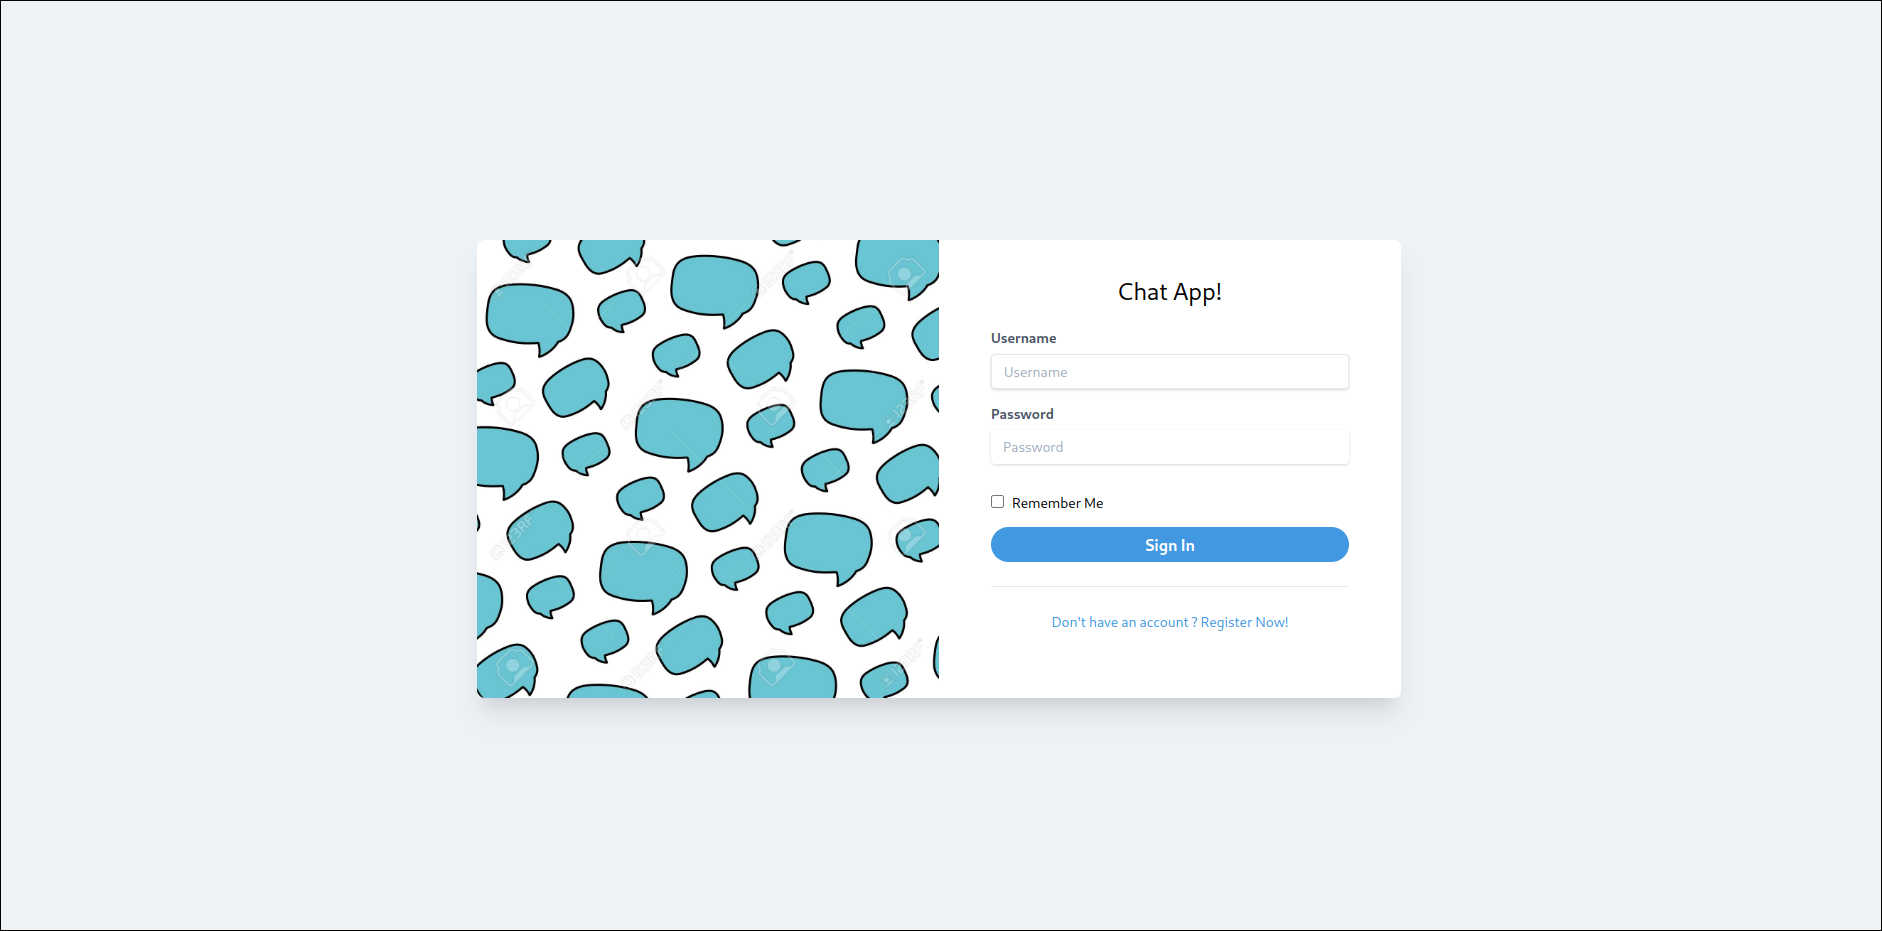 Chat App!
Username
Username
Password
Password
Remember Me
Sign In
Don't have an account ? Register Now!